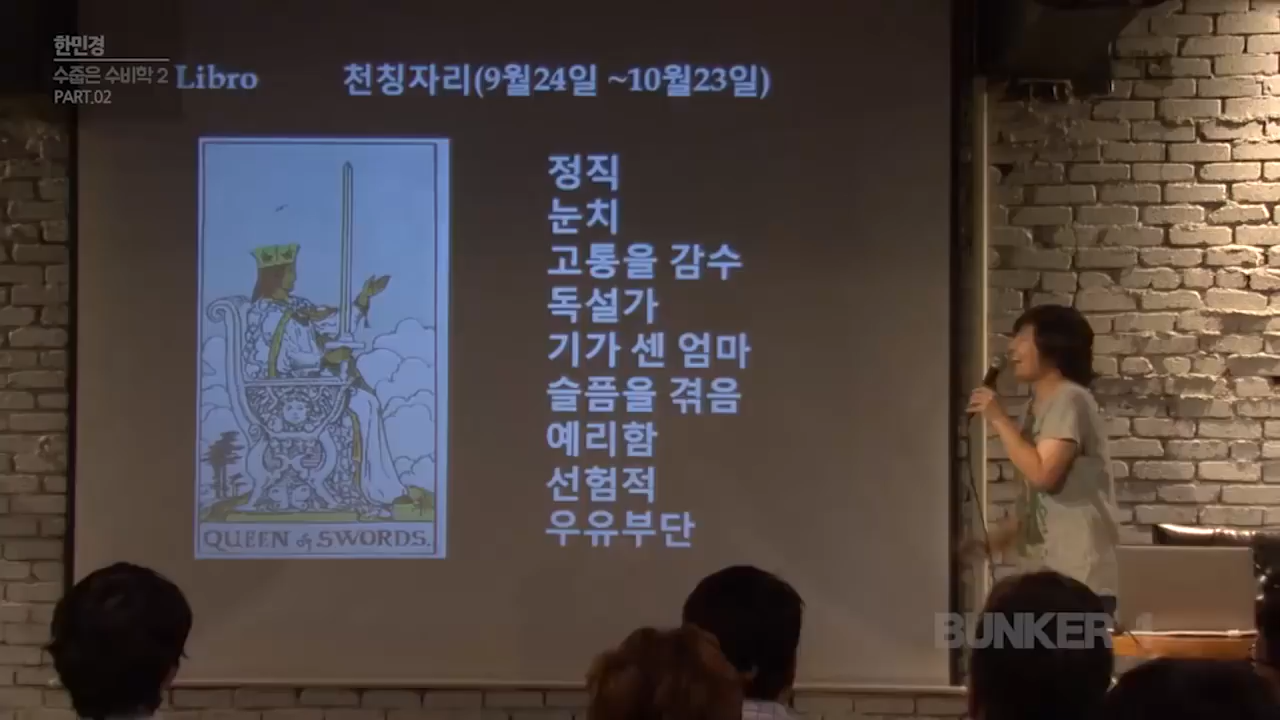 한민경
수줍은 수비학 2
PART.02
Libro 천칭자리(9월24일 ~10월23일)
정직
눈치
고통을 감수
독설가
기가 센 엄마
슬픔을 겪음
예리함
선험적
우유부단
QUEEN of SWORDS.
BUNKER 1